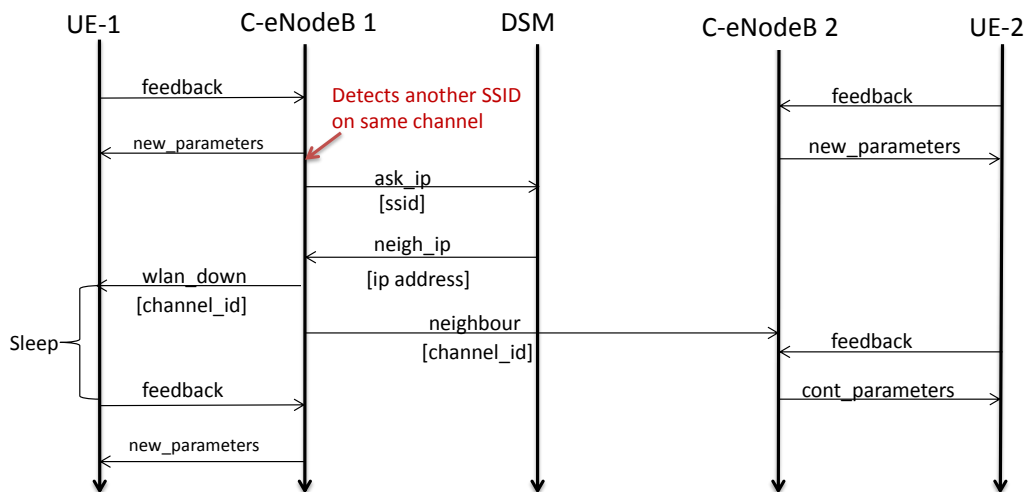 UE-1
C-eNodeB 1
DSM
C-eNodeB 2
UE-2
feedback
Detects another SSID
on same channel
feedback
new_parameters
new_parameters
ask_ip
[ssid]
neigh_ip
[ip address]
wlan_down
[channel_id]
neighbour
[channel_id]
Sleep
feedback
feedback
cont_parameters
new_parameters